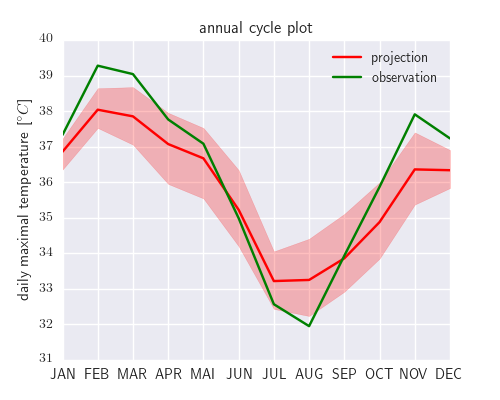 annual cycle plot
projection
observation
daily maximal temperature [°C]
40
39
38
37
36
35
34
33
32
31
JAN FEB MAR APR MAI JUN JUL AUG SEP OCT NOV DEC